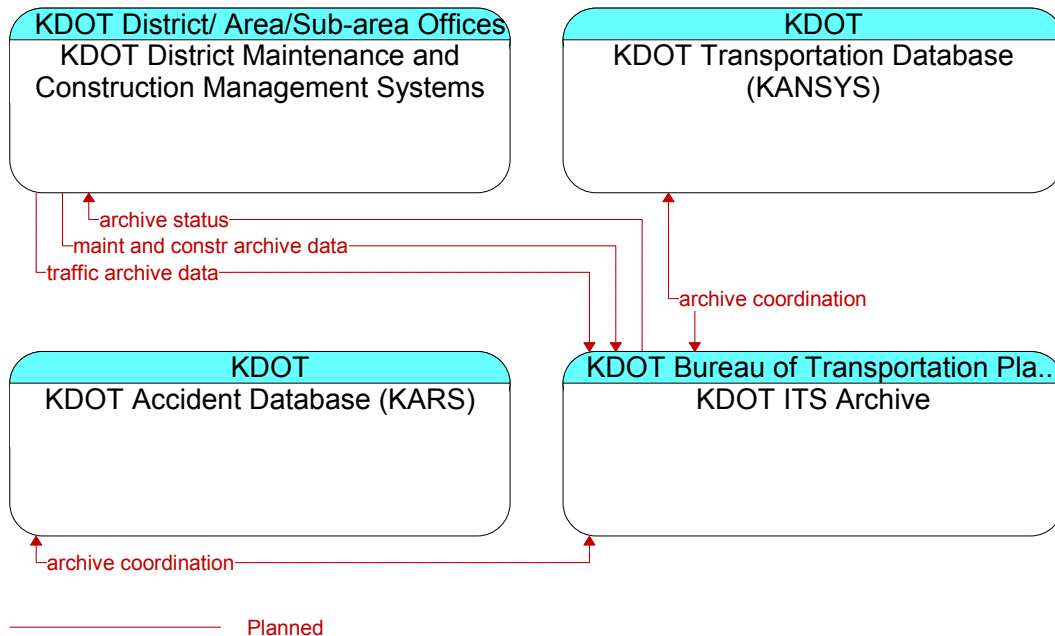 KDOT District/ Area/Sub-area Offices
KDOT District Maintenance and
Construction Management Systems
KDOT
KDOT Transportation Database
(KANSYS)
archive status
maint and constr archive data
traffic archive data
archive coordination
KDOT
KDOT Accident Database (KARS)
KDOT Bureau of Transportation Pla..
KDOT ITS Archive
archive coordination
Planned